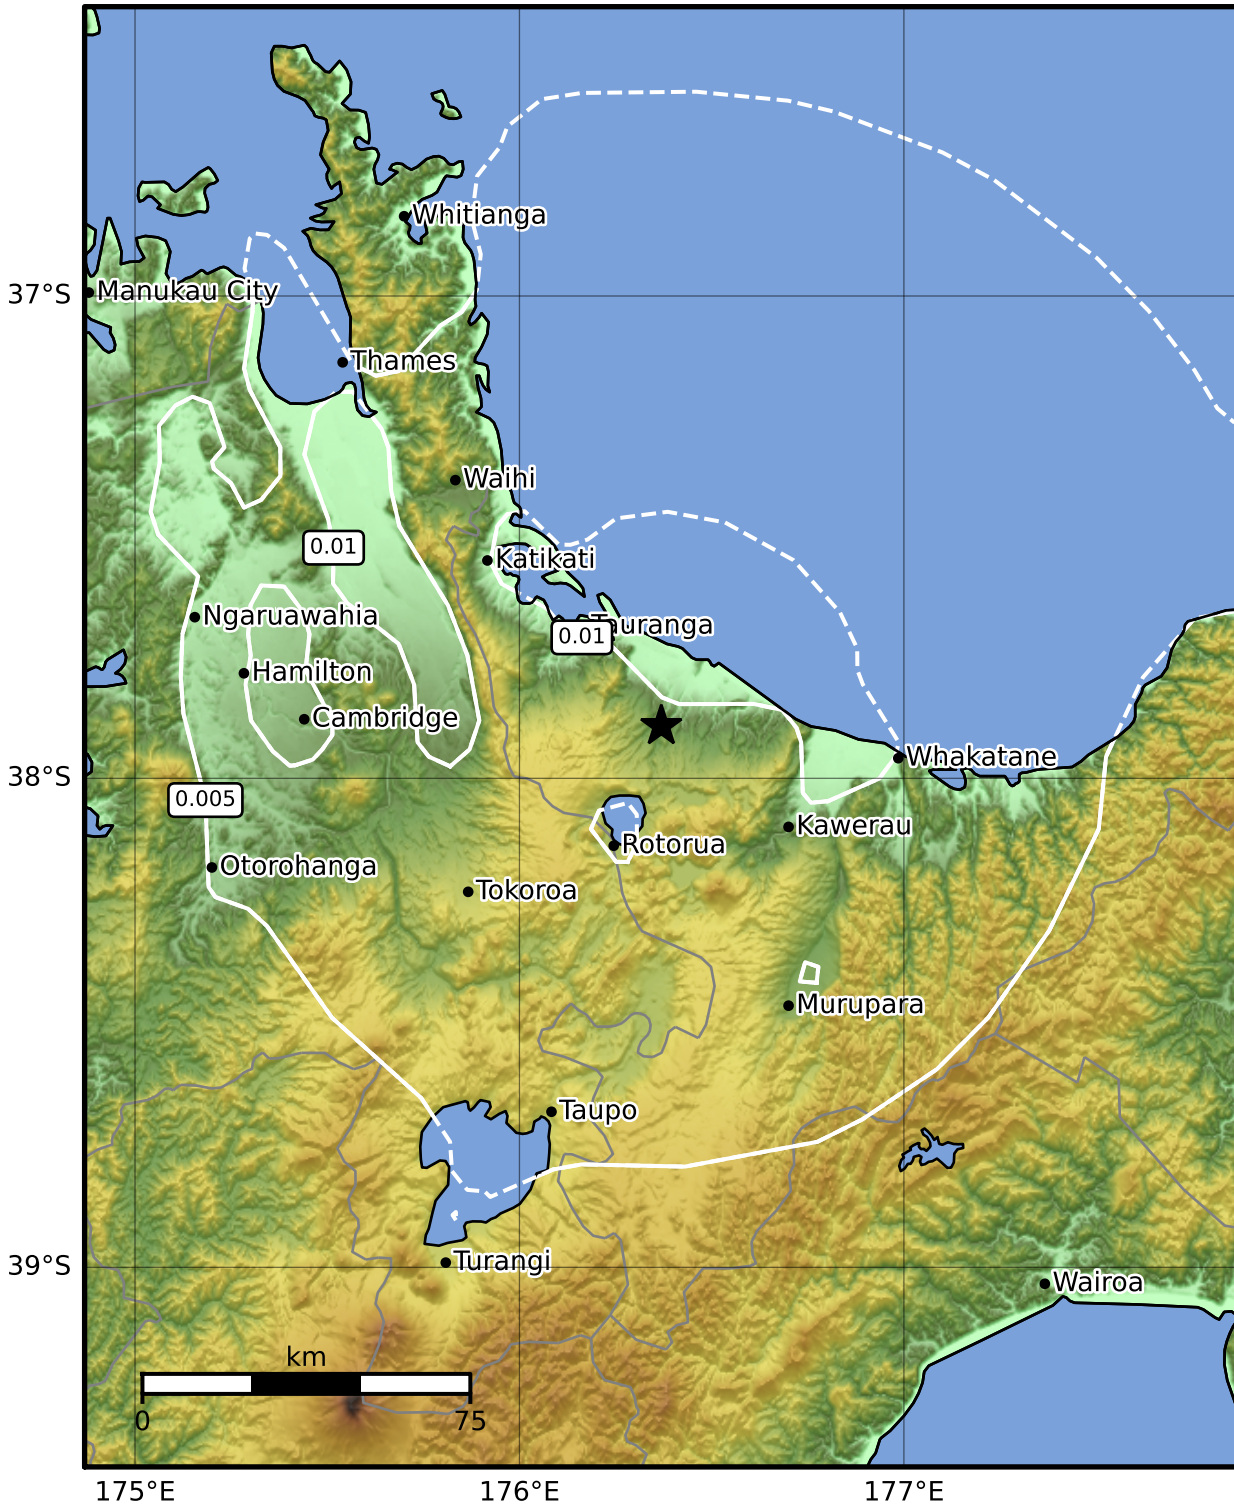 Whitianga
37°S
Manukau City
Thames
Waihi
0.01
Katikati
Ngaruawahia
Tauranga
0.01
Hamilton
Cambridge
Whakatane
38°S
0.005
Kawerau
Rotorua
Otorohanga
Tokoroa
Murupara
Taupo
39°S
Turangi
Wairoa
km
0
75
175°E
176°E
177°E